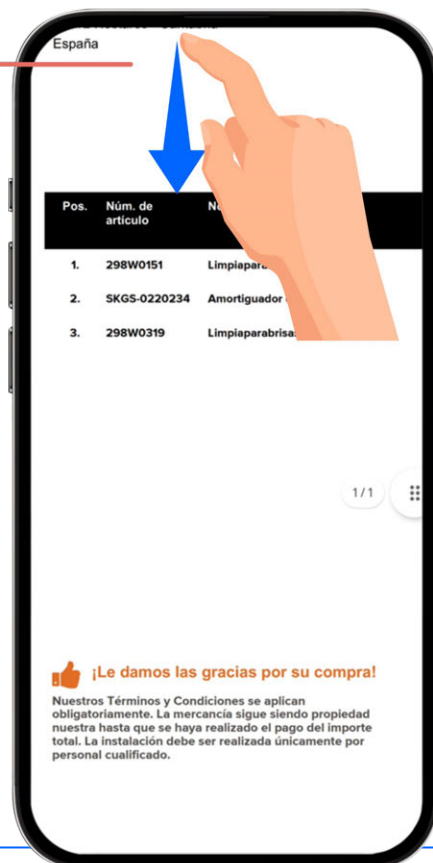 España
Pos. Núm. de artículo
1. 298W0151
2. SKGS-0220234 Amortiguador
3. 298W0319 Limpiaparabrisas
1/1
¡Le damos las gracias por su compra!
Nuestros Términos y Condiciones se aplican
obligatoriamente. La mercancía sigue siendo propiedad
nuestra hasta que se haya realizado el pago del importe
total. La instalación debe ser realizada únicamente por
personal cualificado.